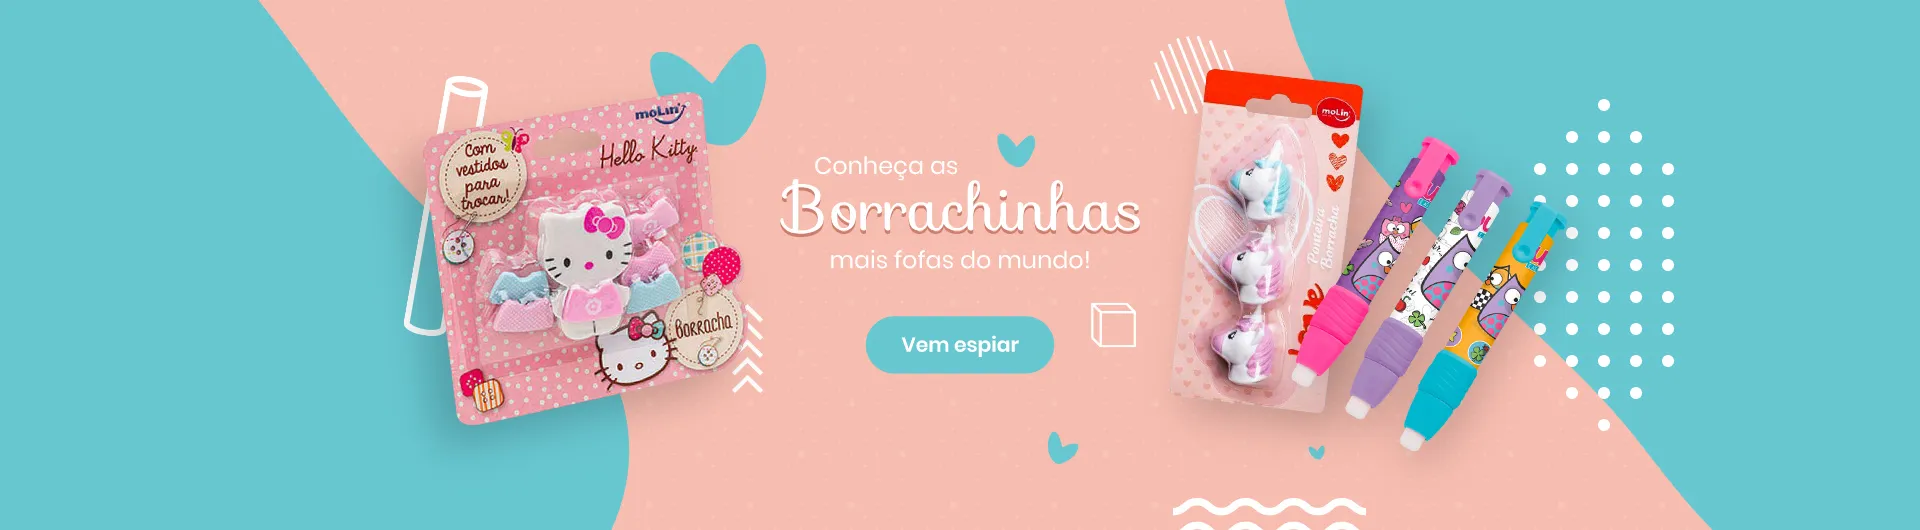 moLin
Hello Kitty
Com
vestidos
para
trocar!
BORRACHA
Conheça as
Borrachinhas
mais fofas do mundo!
Vem espiar
moLin
Ponteira
Borracha
love